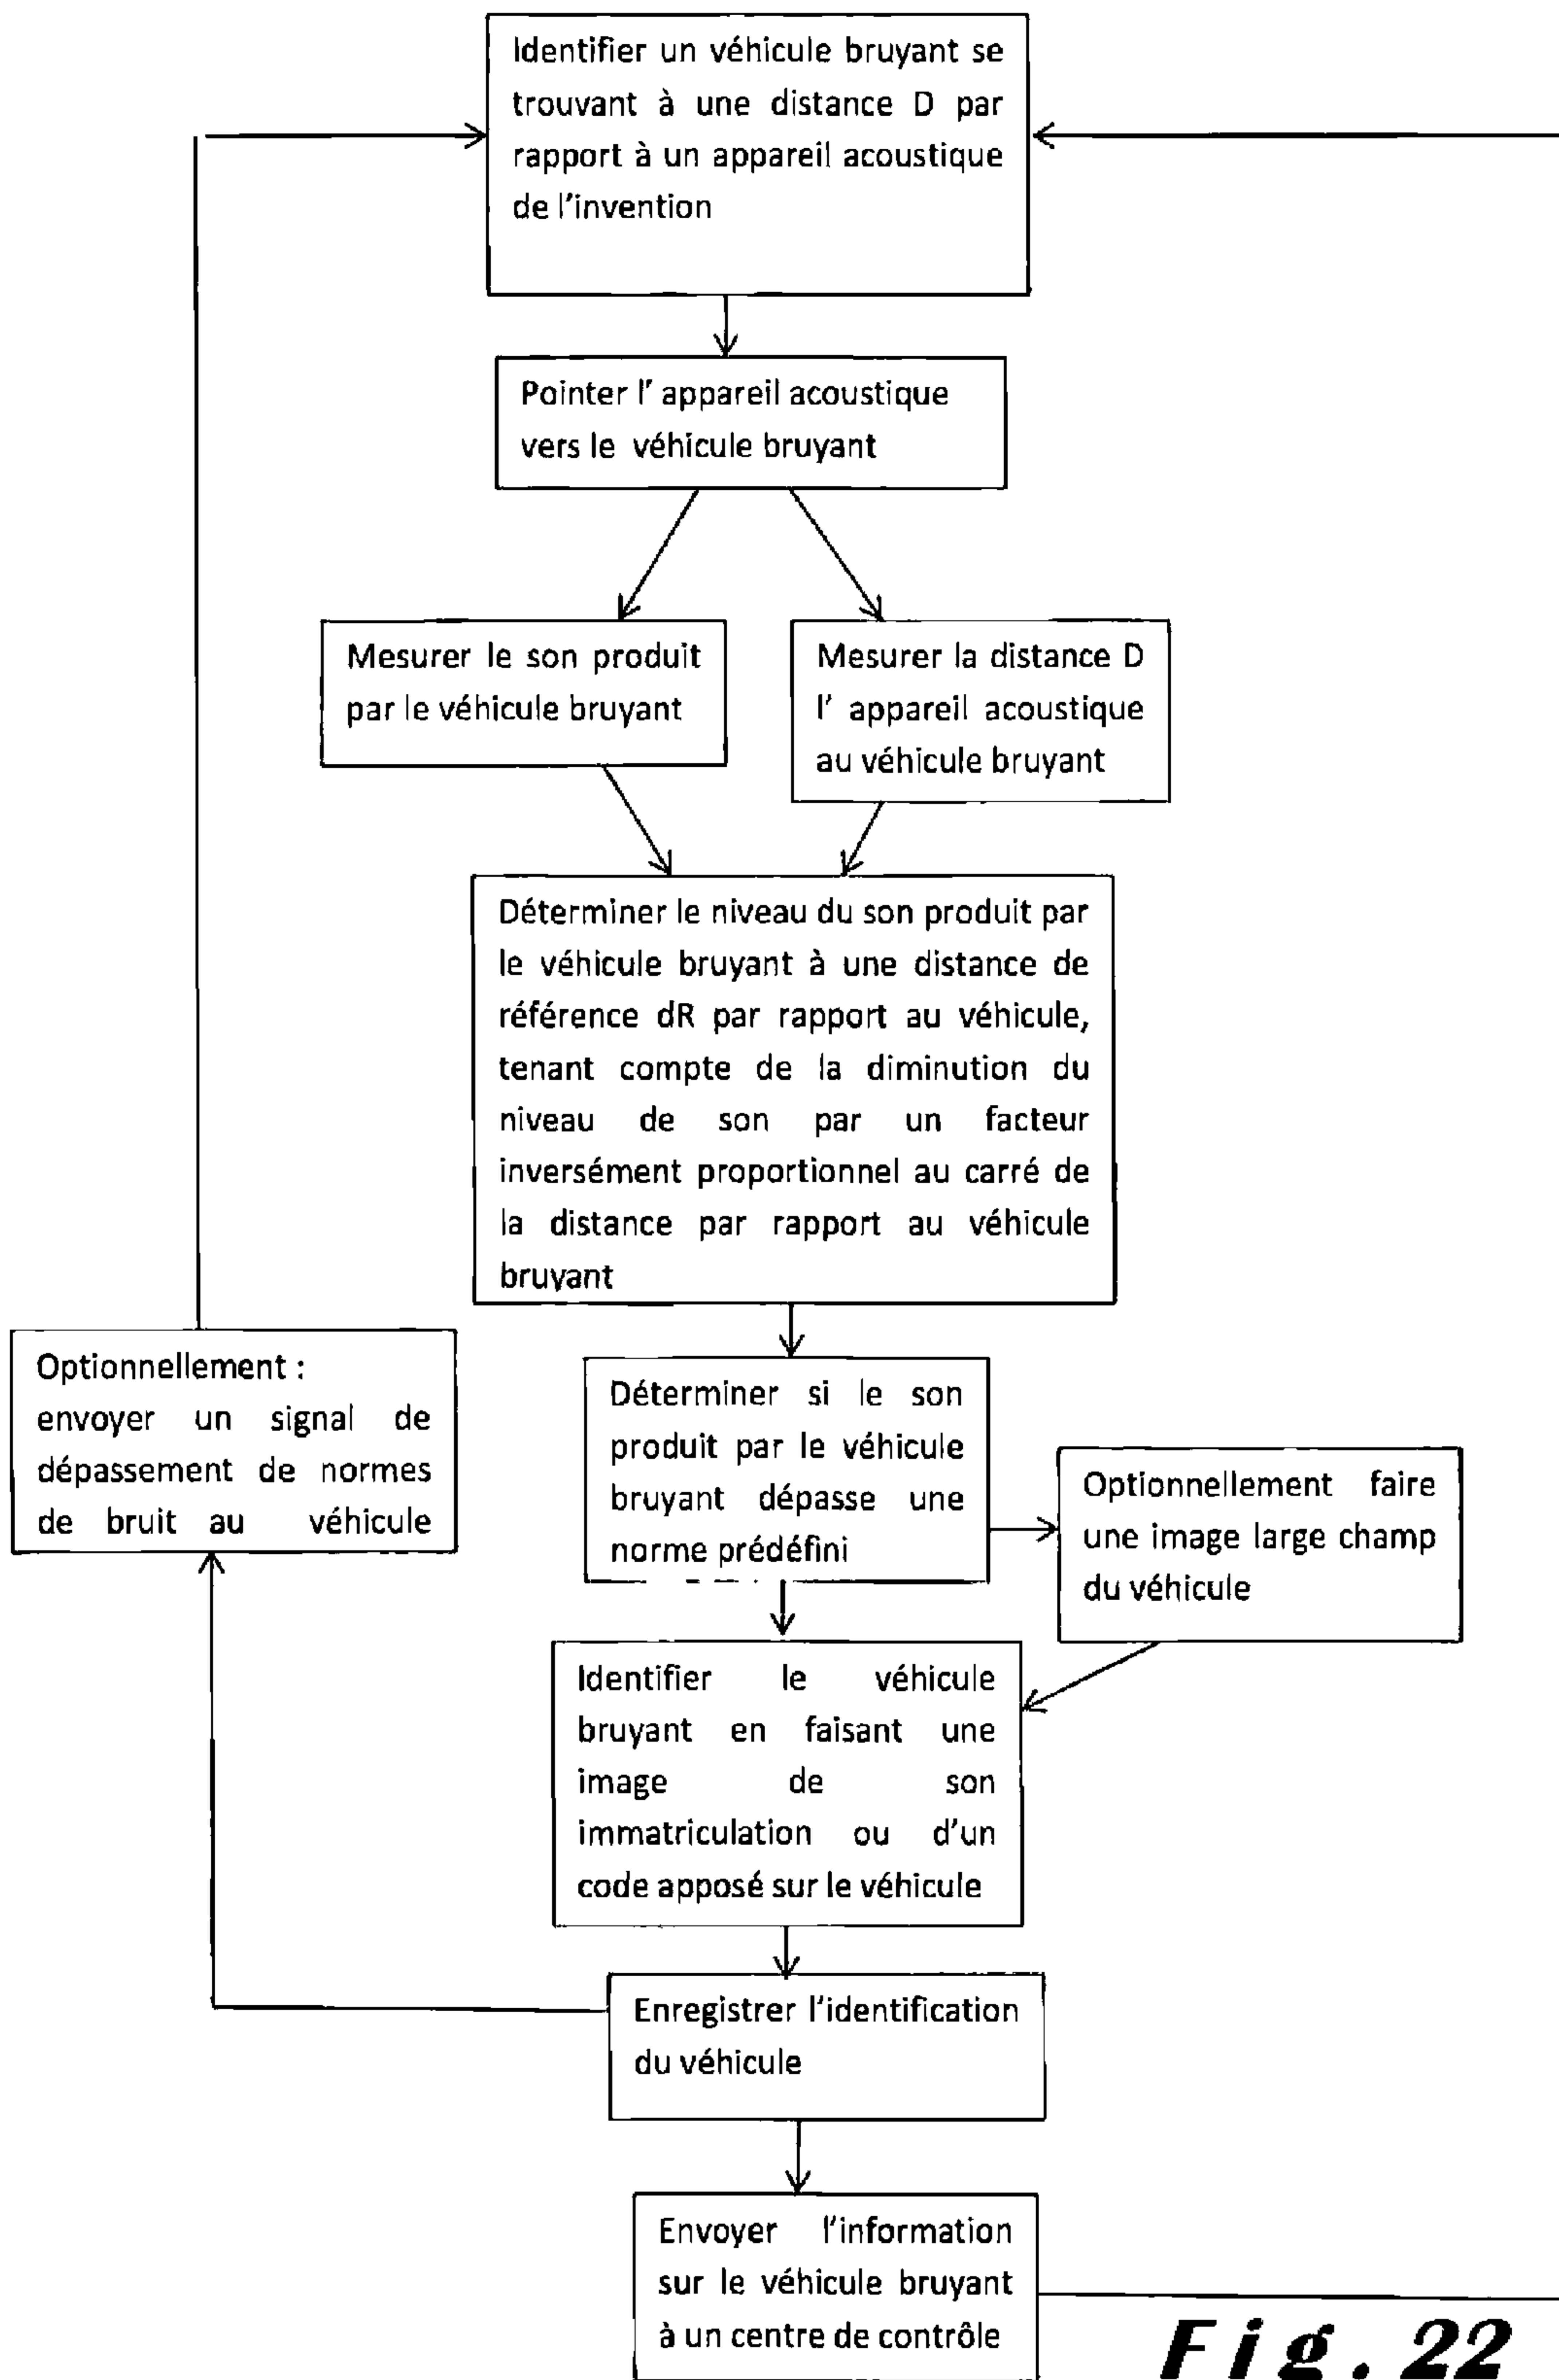 Identifier un véhicule bruyant se
trouvant à une distance D par
rapport à un appareil acoustique
de l'invention
Pointer l' appareil acoustique
vers le véhicule bruyant
Mesurer le son produit
par le véhicule bruyant
Mesurer la distance D
l' appareil acoustique
au véhicule bruyant
Déterminer le niveau du son produit par
le véhicule bruyant à une distance de
référence dR par rapport au véhicule,
tenant compte de la diminution du
niveau de son par un facteur
inversément proportionnel au carré de
la distance par rapport au véhicule
bruyant
Optionnellement :
envoyer un signal de
dépassement de normes
de bruit au véhicule
Déterminer si le son
produit par le véhicule
bruyant dépasse une
norme prédéfini
Optionnellement faire
une image large champ
du véhicule
Identifier le véhicule
bruyant en faisant une
image de son
immatriculation ou d'un
code apposé sur le véhicule
Enregistrer l'identification
du véhicule
Envoyer l'information
sur le véhicule bruyant
à un centre de contrôle
Fig. 22